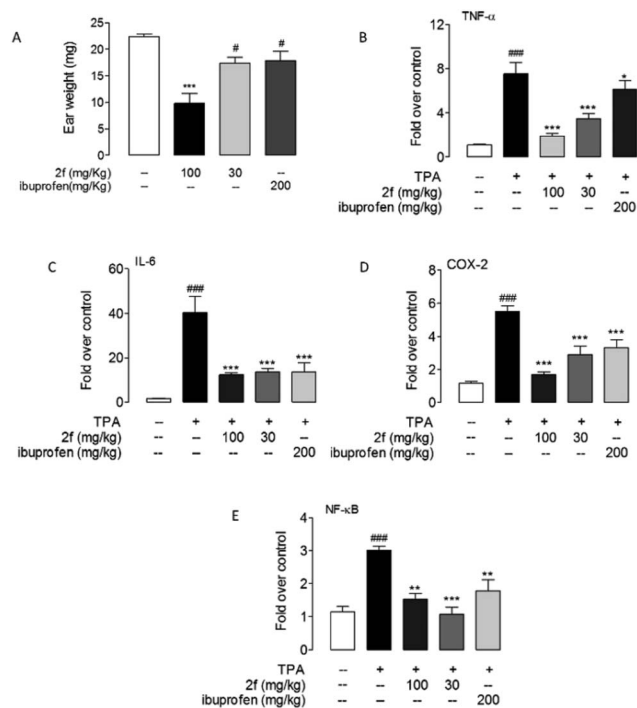 A
Ear weight (mg)
25
20
15
10
5
0
***
#
#
-- 100 30 --
2f (mg/Kg)
ibuprofen(mg/Kg) -- -- -- 200
B
TNF-α
Fold over control
12
8
4
0
###
***
***
*
TPA -- + + + +
2f (mg/kg) -- -- 100 30 --
ibuprofen (mg/kg) -- -- -- -- 200
C
IL-6
Fold over control
60
40
20
0
###
***
***
***
TPA -- + + + +
2f (mg/kg) -- -- 100 30 --
ibuprofen (mg/kg) -- -- -- -- 200
D
COX-2
Fold over control
8
6
4
2
0
###
***
***
***
TPA -- + + + +
2f (mg/kg) -- -- 100 30 --
ibuprofen (mg/kg) -- -- -- -- 200
E
NF-κB
Fold over control
4
3
2
1
0
###
**
***
**
TPA -- + + + +
2f (mg/kg) -- -- 100 30 --
ibuprofen (mg/kg) -- -- -- -- 200